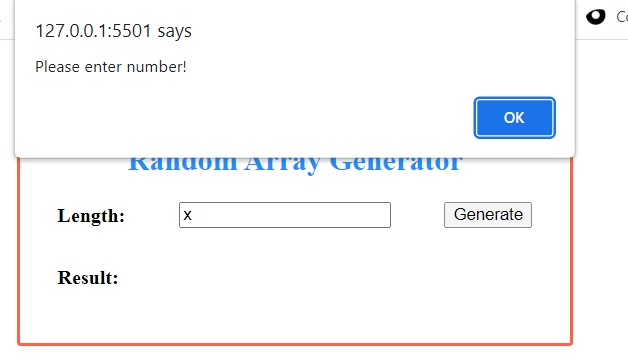 127.0.0.1:5501 says
Please enter number!
OK
Random Array Generator
Length: x Generate
Result: